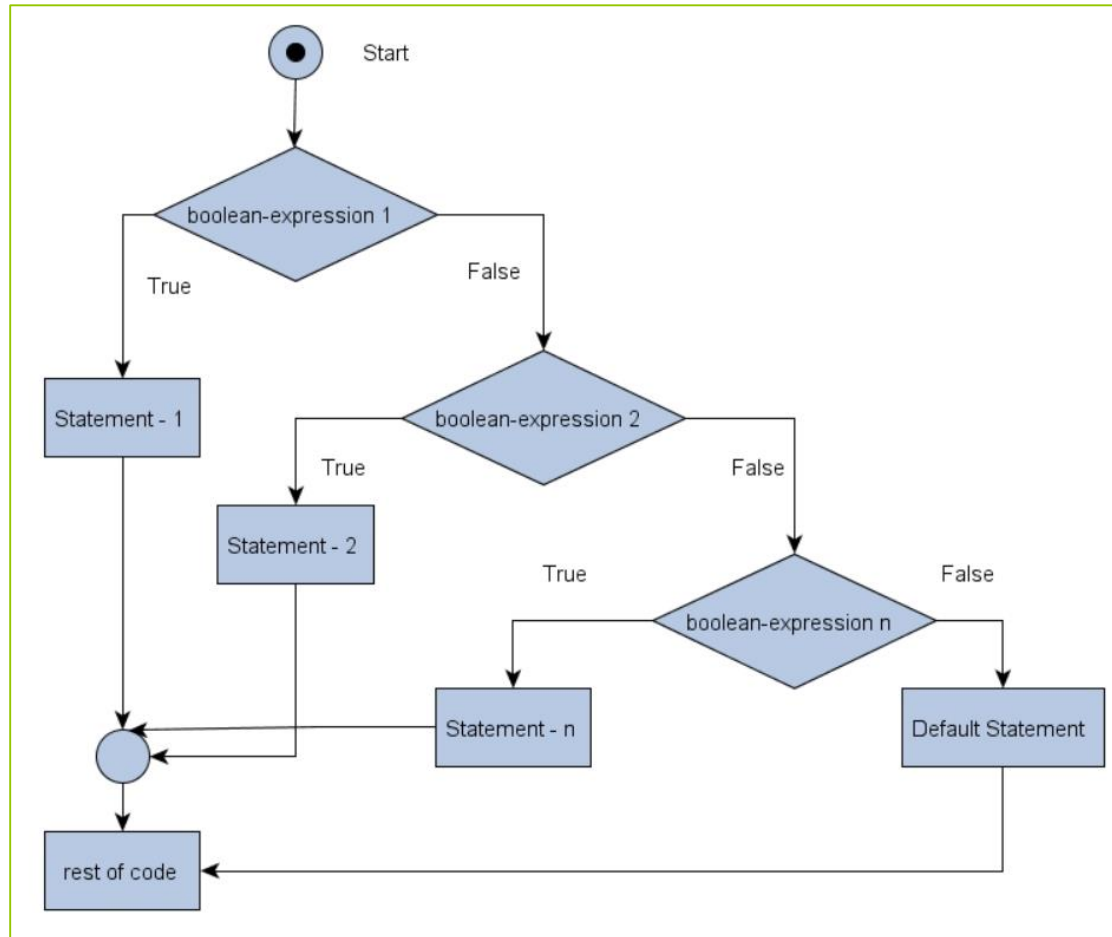 Start
boolean-expression 1
True
False
Statement - 1
boolean-expression 2
True
False
Statement - 2
True
False
boolean-expression n
Statement - n
Default Statement
rest of code